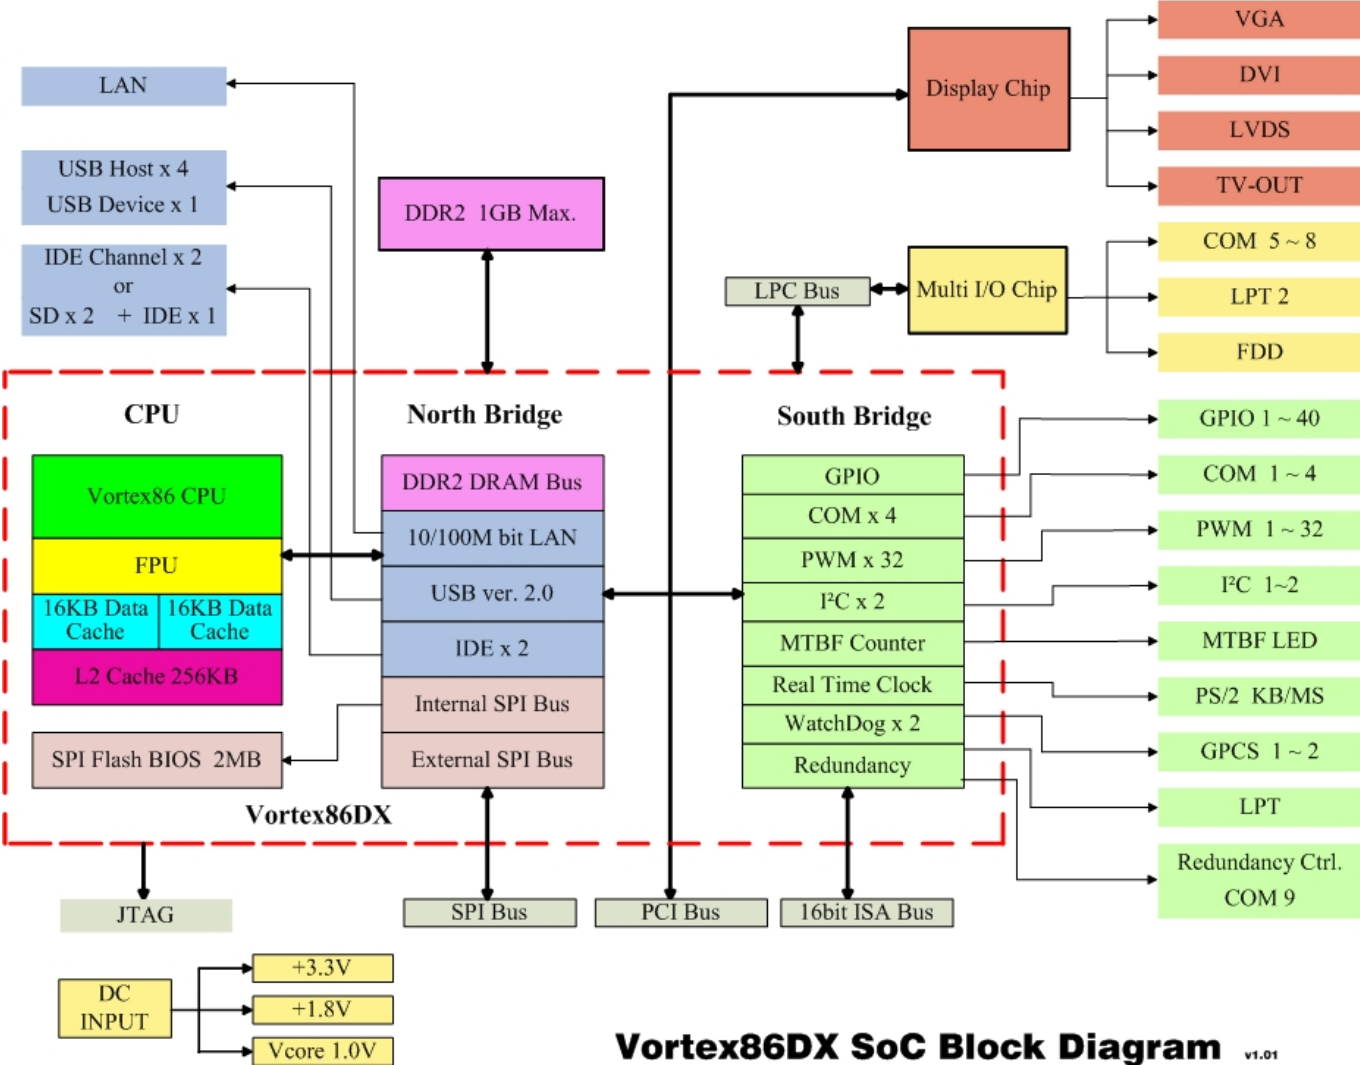 LAN
USB Host x 4
USB Device x 1
IDE Channel x 2
or
SD x 2 + IDE x 1
DDR2 1GB Max.
Display Chip
VGA
DVI
LVDS
TV-OUT
LPC Bus
Multi I/O Chip
COM 5 ~ 8
LPT 2
FDD
CPU
North Bridge
South Bridge
Vortex86 CPU
FPU
16KB Data
Cache
16KB Data
Cache
L2 Cache 256KB
SPI Flash BIOS 2MB
DDR2 DRAM Bus
10/100M bit LAN
USB ver. 2.0
IDE x 2
Internal SPI Bus
External SPI Bus
GPIO
COM x 4
PWM x 32
I²C x 2
MTBF Counter
Real Time Clock
WatchDog x 2
Redundancy
GPIO 1 ~ 40
COM 1 ~ 4
PWM 1 ~ 32
I²C 1~2
MTBF LED
PS/2 KB/MS
GPCS 1 ~ 2
LPT
Redundancy Ctrl.
COM 9
Vortex86DX
JTAG
SPI Bus
PCI Bus
16bit ISA Bus
DC
INPUT
+3.3V
+1.8V
Vcore 1.0V
Vortex86DX SoC Block Diagram v1.01